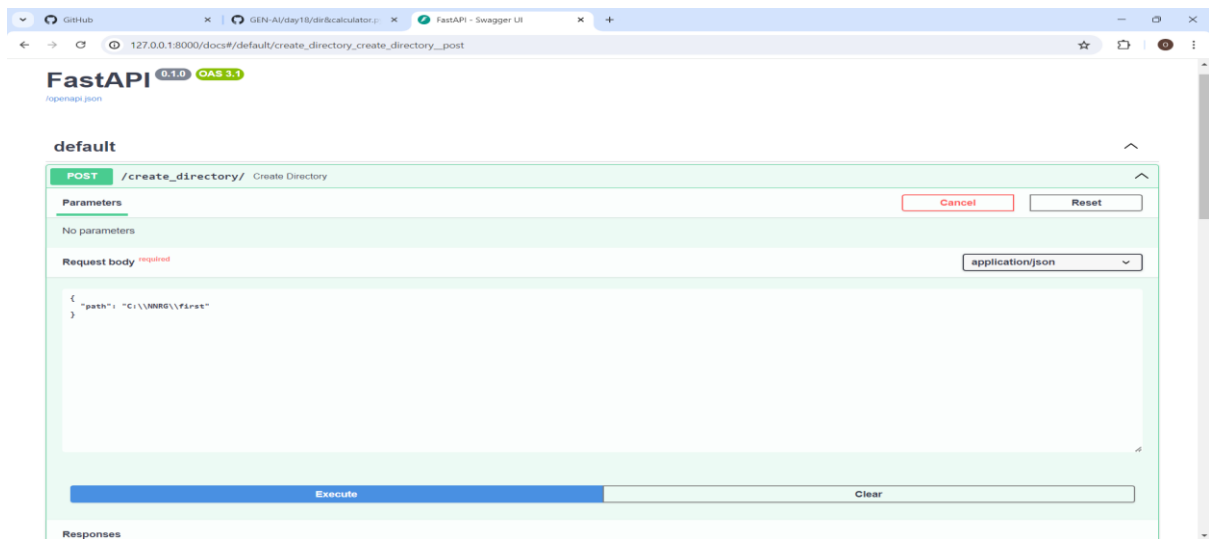 GitHub
GEN-AI/day18/dir&calculator.p
FastAPI - Swagger UI
127.0.0.1:8000/docs#/default/create_directory_create_directory__post
FastAPI 0.1.0 OAS 3.1
/openapi.json
default
POST /create_directory/ Create Directory
Parameters Cancel Reset
No parameters
Request body required application/json
{
"path": "C:\\NNRG\\first"
}
Execute Clear
Responses